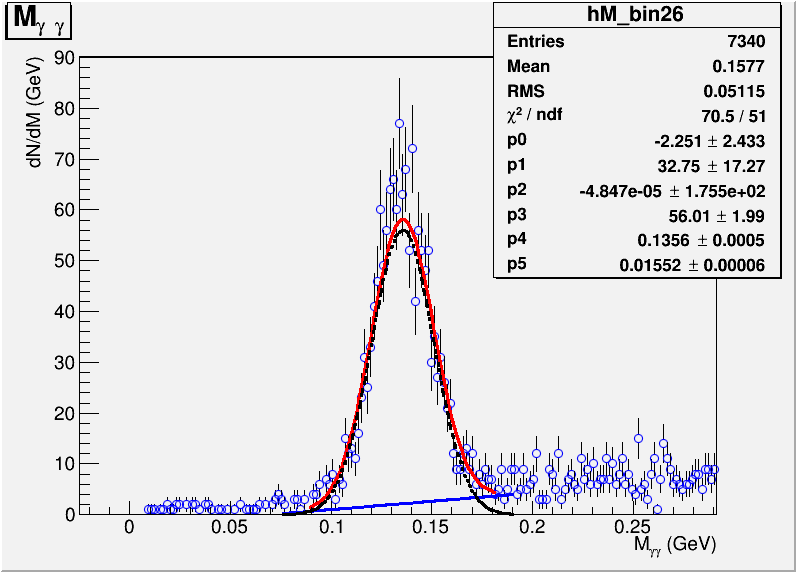 M γ γ
hM_bin26
Entries 7340
Mean 0.1577
RMS 0.05115
χ² / ndf 70.5 / 51
p0 -2.251 ± 2.433
p1 32.75 ± 17.27
p2 -4.847e-05 ± 1.755e+02
p3 56.01 ± 1.99
p4 0.1356 ± 0.0005
p5 0.01552 ± 0.00006
dN/dM (GeV)
90
80
70
60
50
40
30
20
10
0
0 0.05 0.1 0.15 0.2 0.25
Mγγ (GeV)